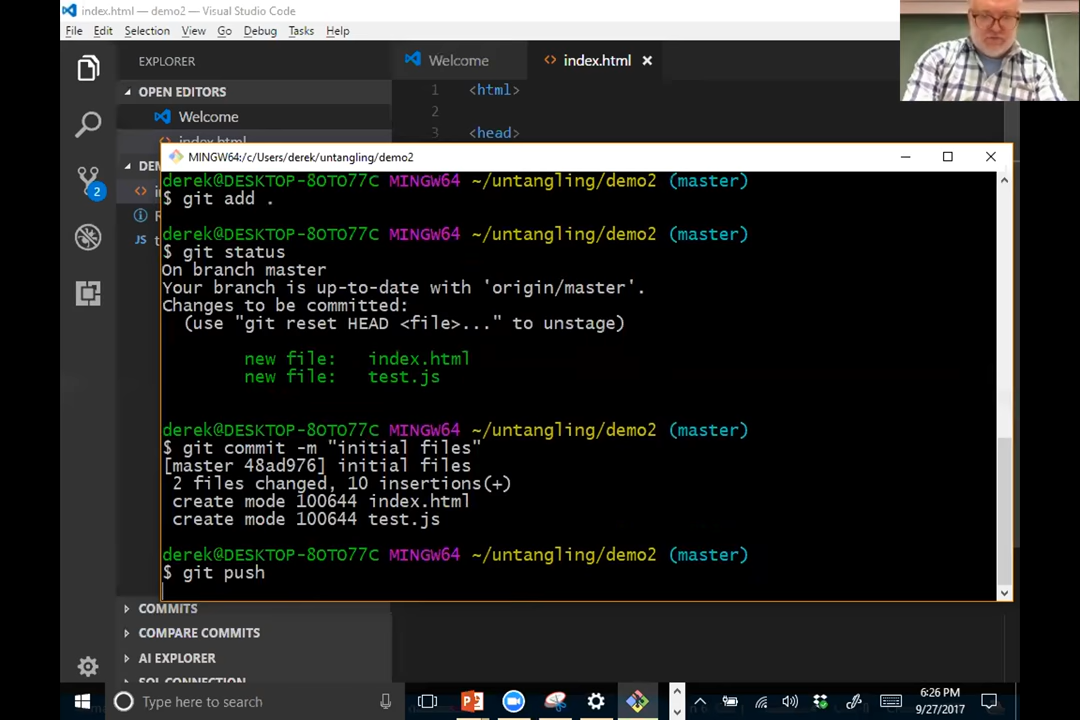 index.html — demo2 — Visual Studio Code
File Edit Selection View Go Debug Tasks Help
EXPLORER
Welcome
index.html
OPEN EDITORS
Welcome
index.html
1 <html>
2
3 <head>
MINGW64:/c/Users/derek/untangling/demo2
2
derek@DESKTOP-8OTO77C MINGW64 ~/untangling/demo2 (master)
$ git add .
derek@DESKTOP-8OTO77C MINGW64 ~/untangling/demo2 (master)
$ git status
On branch master
Your branch is up-to-date with 'origin/master'.
Changes to be committed:
(use "git reset HEAD <file>..." to unstage)
new file: index.html
new file: test.js
derek@DESKTOP-8OTO77C MINGW64 ~/untangling/demo2 (master)
$ git commit -m "initial files"
[master 48ad976] initial files
2 files changed, 10 insertions(+)
create mode 100644 index.html
create mode 100644 test.js
derek@DESKTOP-8OTO77C MINGW64 ~/untangling/demo2 (master)
$ git push
JS
COMMITS
COMPARE COMMITS
AI EXPLORER
SQL CONNECTION
Type here to search
6:26 PM
9/27/2017